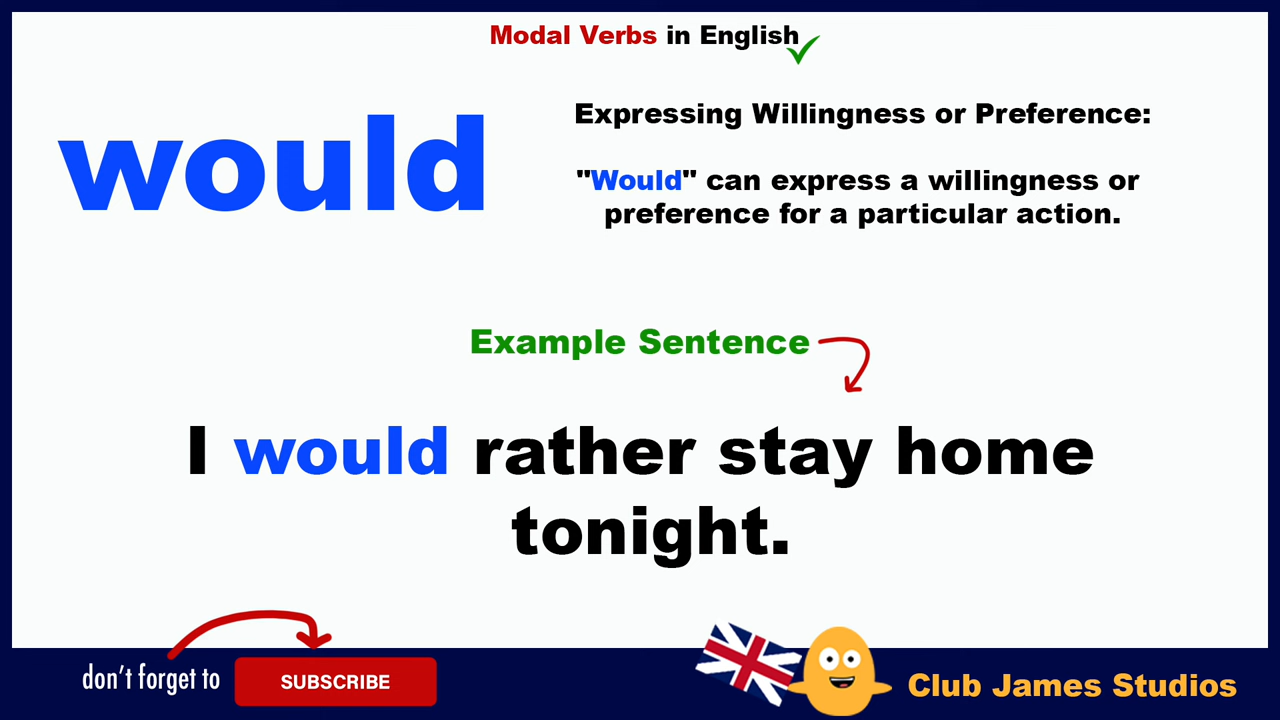 Modal Verbs in English
would
Expressing Willingness or Preference:
"Would" can express a willingness or
preference for a particular action.
Example Sentence
I would rather stay home
tonight.
don't forget to
SUBSCRIBE
Club James Studios